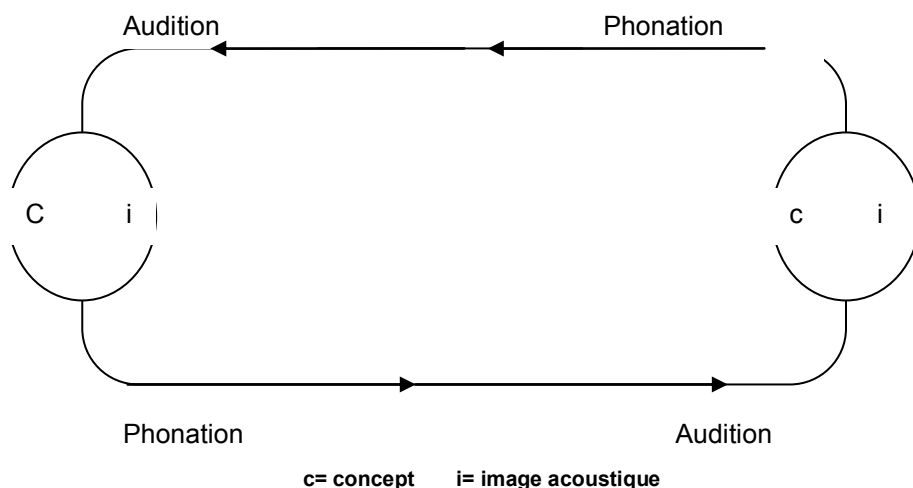 Audition Phonation
C i c i
Phonation Audition
c= concept i= image acoustique